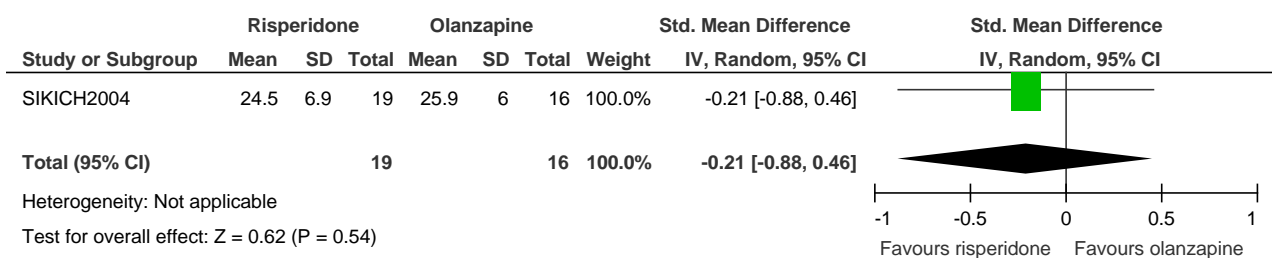 Risperidone Olanzapine Std. Mean Difference Std. Mean Difference
Study or Subgroup Mean SD Total Mean SD Total Weight IV, Random, 95% CI IV, Random, 95% CI
SIKICH2004 24.5 6.9 19 25.9 6 16 100.0% -0.21 [-0.88, 0.46]
Total (95% CI) 19 16 100.0% -0.21 [-0.88, 0.46]
Heterogeneity: Not applicable
Test for overall effect: Z = 0.62 (P = 0.54)
-1 -0.5 0 0.5 1
Favours risperidone Favours olanzapine